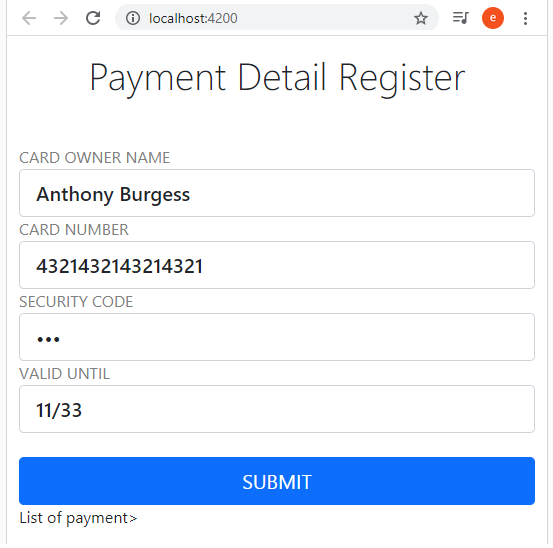 localhost:4200
e
Payment Detail Register
CARD OWNER NAME
Anthony Burgess
CARD NUMBER
4321432143214321
SECURITY CODE
•••
VALID UNTIL
11/33
SUBMIT
List of payment>